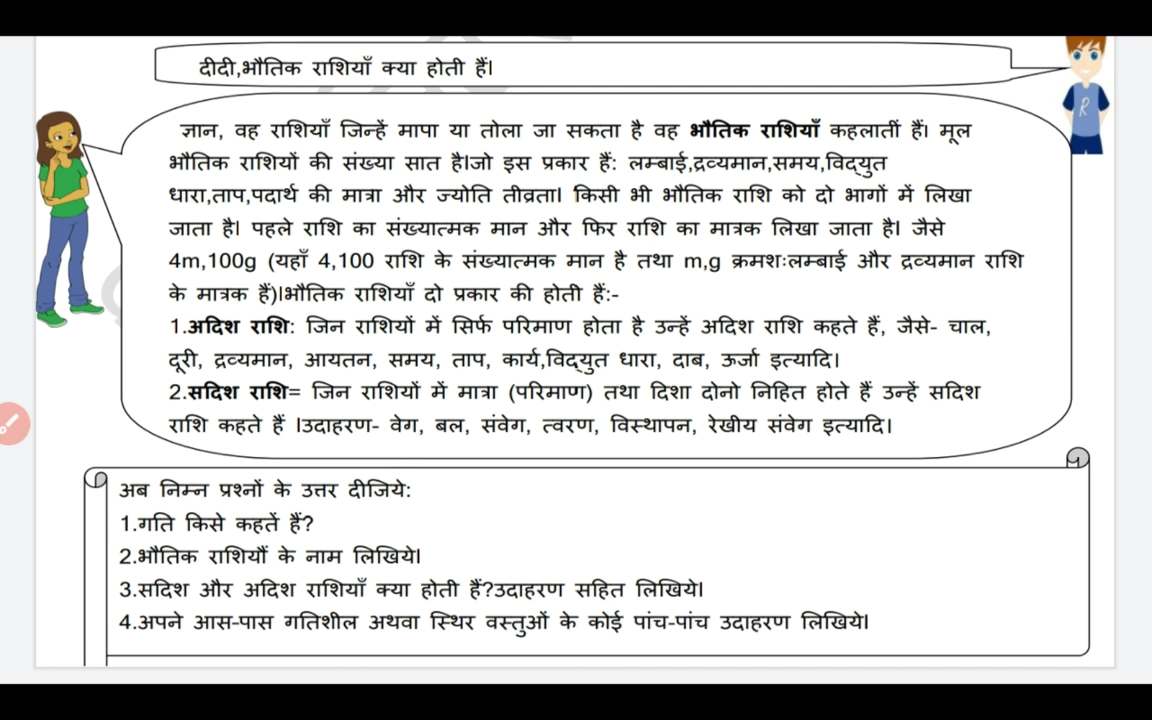 दीदी,भौतिक राशियाँ क्या होती हैं।
ज्ञान, वह राशियाँ जिन्हें मापा या तोला जा सकता है वह भौतिक राशियाँ कहलातीं हैं। मूल
भौतिक राशियों की संख्या सात है।जो इस प्रकार हैं: लम्बाई,द्रव्यमान,समय,विद्युत
धारा,ताप,पदार्थ की मात्रा और ज्योति तीव्रता। किसी भी भौतिक राशि को दो भागों में लिखा
जाता है। पहले राशि का संख्यात्मक मान और फिर राशि का मात्रक लिखा जाता है। जैसे
4m,100g (यहाँ 4,100 राशि के संख्यात्मक मान है तथा m,g क्रमशःलम्बाई और द्रव्यमान राशि
के मात्रक हैं)।भौतिक राशियाँ दो प्रकार की होती हैं:-
1.अदिश राशि: जिन राशियों में सिर्फ परिमाण होता है उन्हें अदिश राशि कहते हैं, जैसे- चाल,
दूरी, द्रव्यमान, आयतन, समय, ताप, कार्य,विद्युत धारा, दाब, ऊर्जा इत्यादि।
2.सदिश राशि= जिन राशियों में मात्रा (परिमाण) तथा दिशा दोनो निहित होते हैं उन्हें सदिश
राशि कहते हैं ।उदाहरण- वेग, बल, संवेग, त्वरण, विस्थापन, रेखीय संवेग इत्यादि।
अब निम्न प्रश्नों के उत्तर दीजिये:
1.गति किसे कहतें हैं?
2.भौतिक राशियौं के नाम लिखिये।
3.सदिश और अदिश राशियाँ क्या होती हैं?उदाहरण सहित लिखिये।
4.अपने आस-पास गतिशील अथवा स्थिर वस्तुओं के कोई पांच-पांच उदाहरण लिखिये।